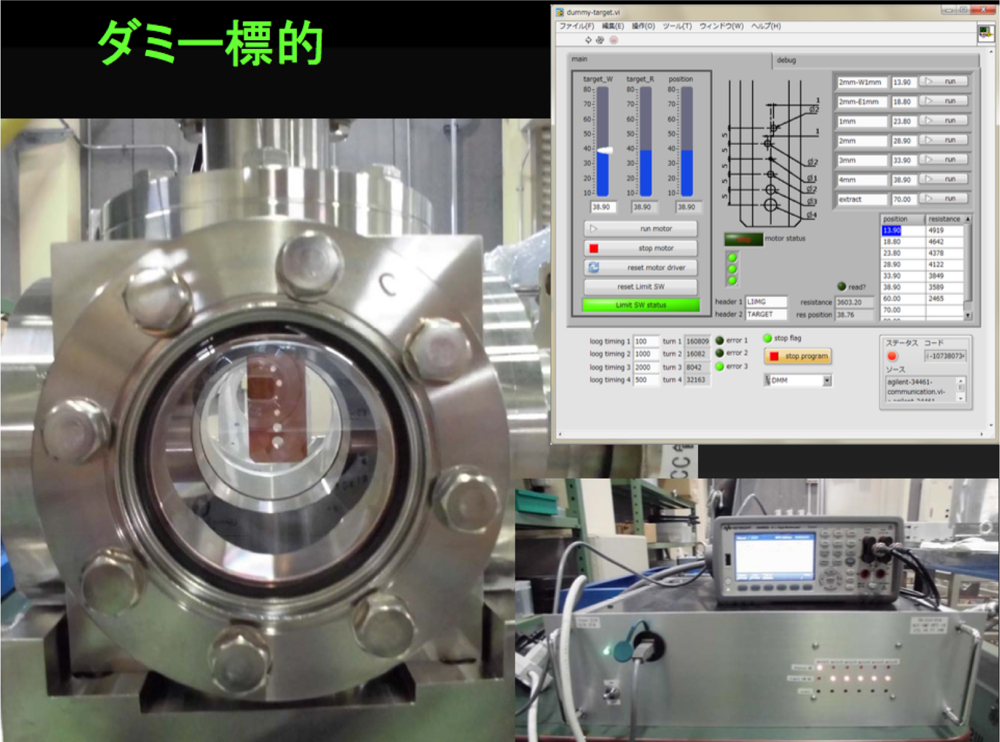 ダミー標的
dummy-target.vi
ファイル(F) 編集(E) 操作(O) ツール(T) ウィンドウ(W) ヘルプ(H)
main
debug
target_W target_R position
80 80 80
70 70 70
60 60 60
50 50 50
40 40 40
30 30 30
20 20 20
10 10 10
38.90 38.90 38.90
run motor
stop motor
reset motor driver
reset Limit SW
Limit SW status
1
Ø2
1
5
5
5
5
5
Ø2
Ø1
Ø2
Ø3
Ø4
stop motor status
read?
header 1 LIIMG resistance 3603.20
header 2 TARGET res position 38.76
2mm-W1mm 13.90 run
2mm-E1mm 18.80 run
1mm 23.80 run
2mm 28.90 run
3mm 33.90 run
4mm 38.90 run
extract 70.00 run
position resistance
13.90 4919
18.80 4642
23.80 4378
28.90 4122
33.90 3849
38.90 3589
60.00 2465
70.00
loog timing 1 100 turn 1 160809 error 1
loog timing 2 1000 turn 2 16082 error 2
loog timing 3 2000 turn 3 8042 error 3
loog timing 4 500 turn 4 32163
stop flag
stop program
DMM
ステータス コード
-107380734
ソース
agilent-34461-
communication.vi-
C
CCA